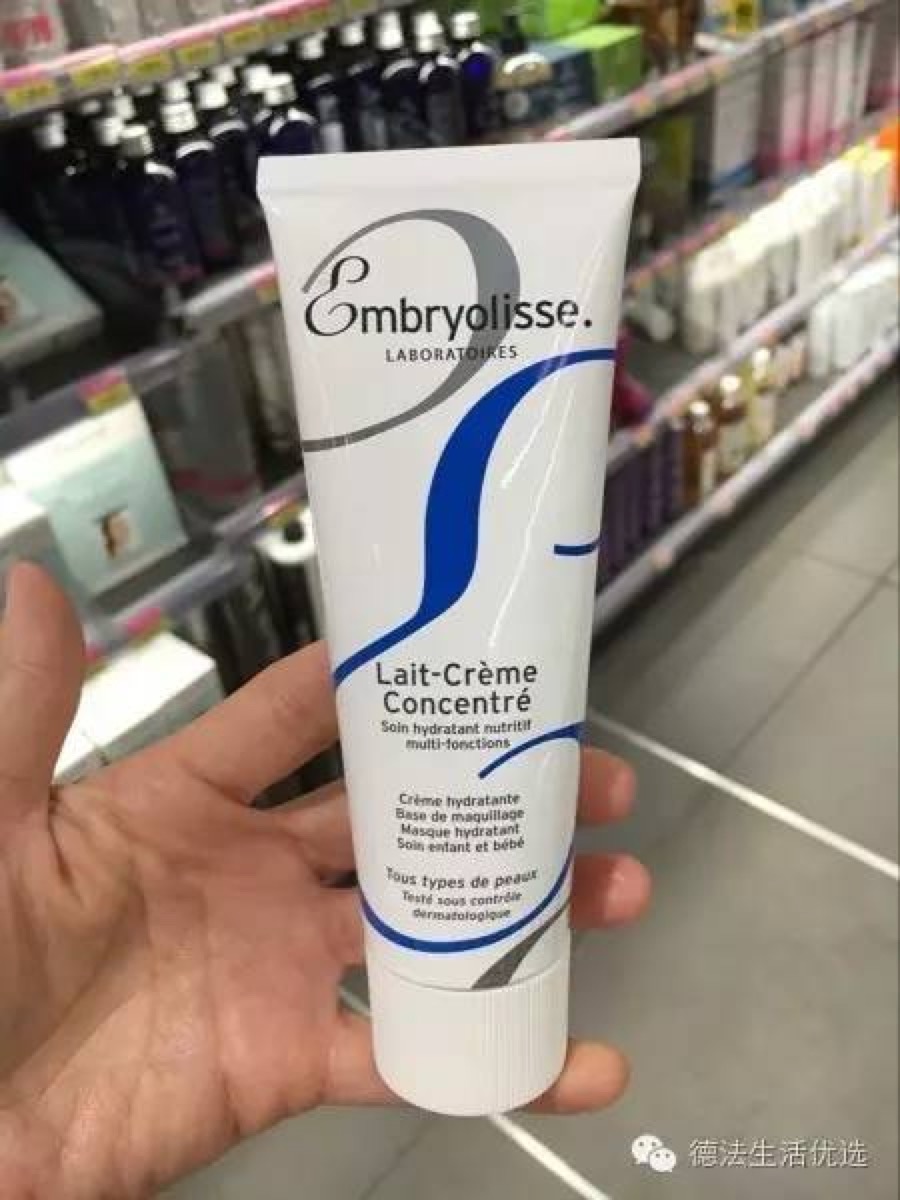 Embryolisse.
LABORATOIRES
Lait-Crème
Concentré
Soin hydratant nutritif
multi-fonctions
Crème hydratante
Base de maquillage
Masque hydratant
Soin enfant et bébé
Tous types de peaux
Testé sous contrôle
dermatologique
德法生活优选